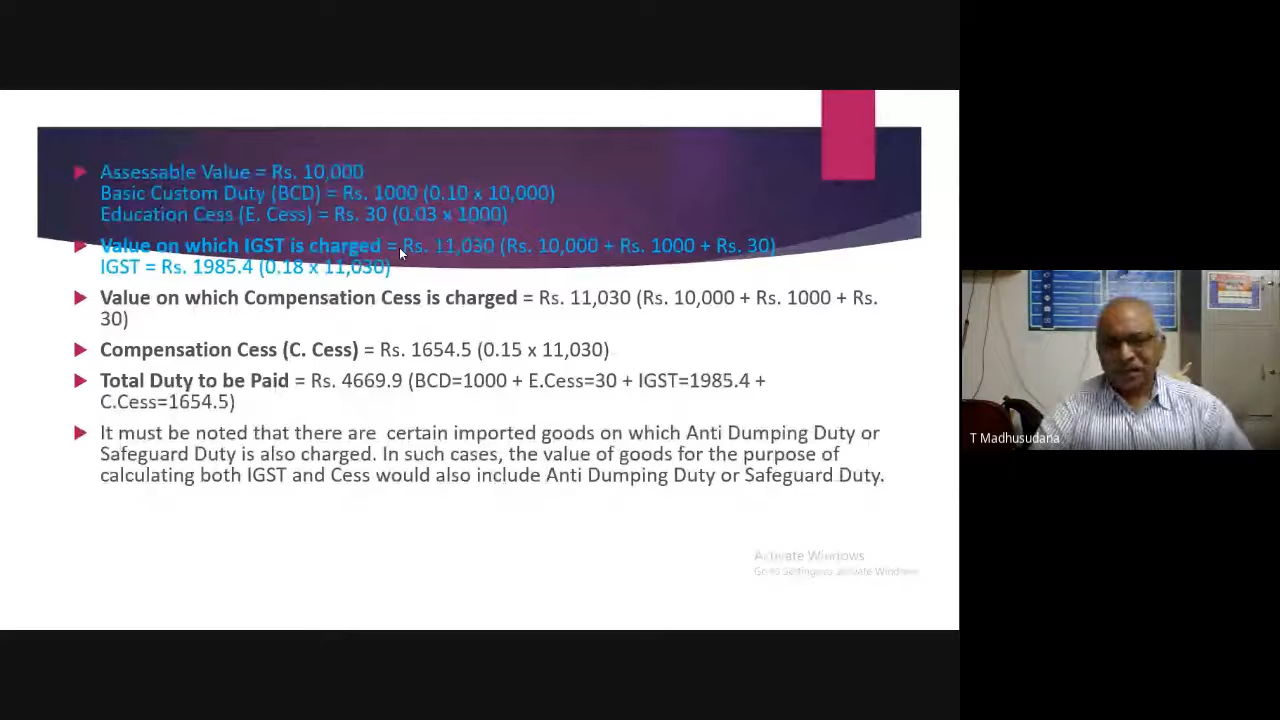 Assessable Value = Rs. 10,000
Basic Custom Duty (BCD) = Rs. 1000 (0.10 x 10,000)
Education Cess (E. Cess) = Rs. 30 (0.03 x 1000)
Value on which IGST is charged = Rs. 11,030 (Rs. 10,000 + Rs. 1000 + Rs. 30)
IGST = Rs. 1985.4 (0.18 x 11,030)
Value on which Compensation Cess is charged = Rs. 11,030 (Rs. 10,000 + Rs. 1000 + Rs.
30)
Compensation Cess (C. Cess) = Rs. 1654.5 (0.15 x 11,030)
Total Duty to be Paid = Rs. 4669.9 (BCD=1000 + E.Cess=30 + IGST=1985.4 +
C.Cess=1654.5)
It must be noted that there are certain imported goods on which Anti Dumping Duty or
Safeguard Duty is also charged. In such cases, the value of goods for the purpose of
calculating both IGST and Cess would also include Anti Dumping Duty or Safeguard Duty.
Activate Windows
Go to Settings to activate Windows.
T Madhusudana